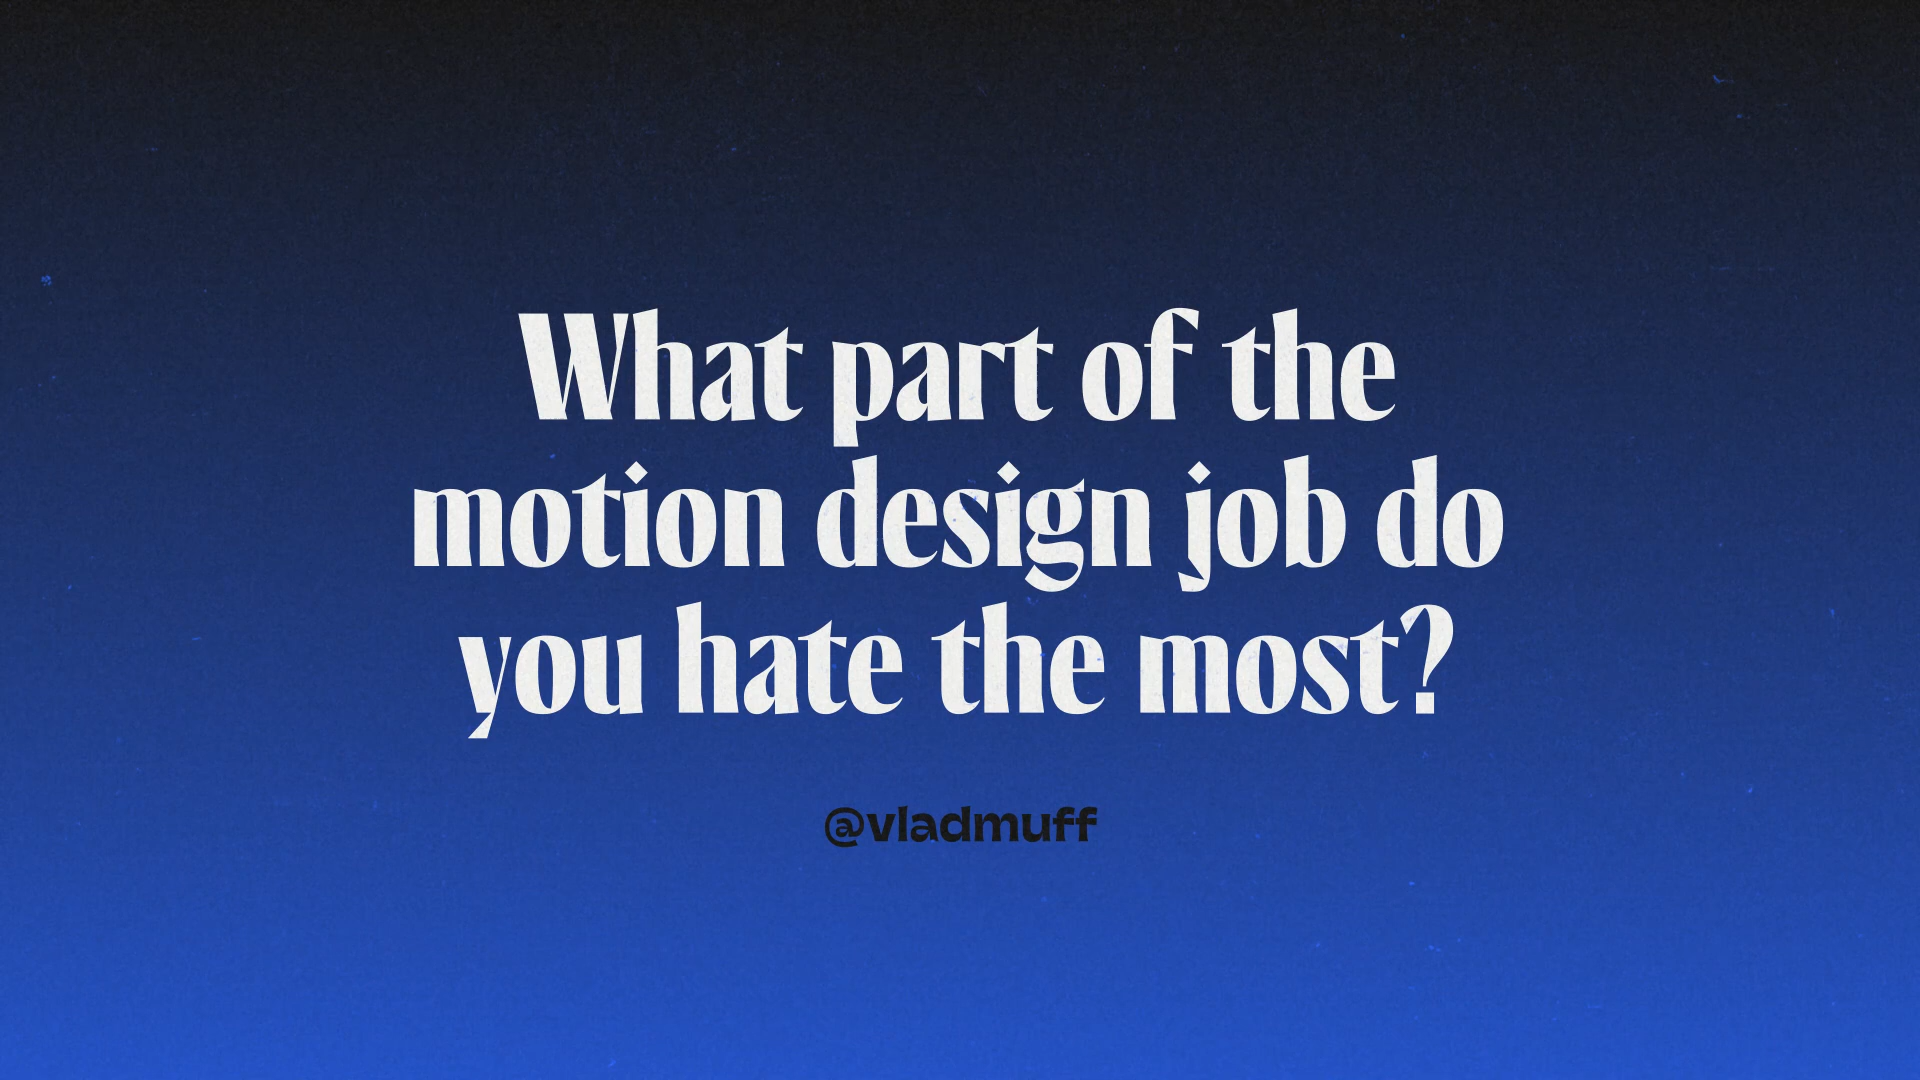 What part of the
motion design job do
you hate the most?
@vladmuff